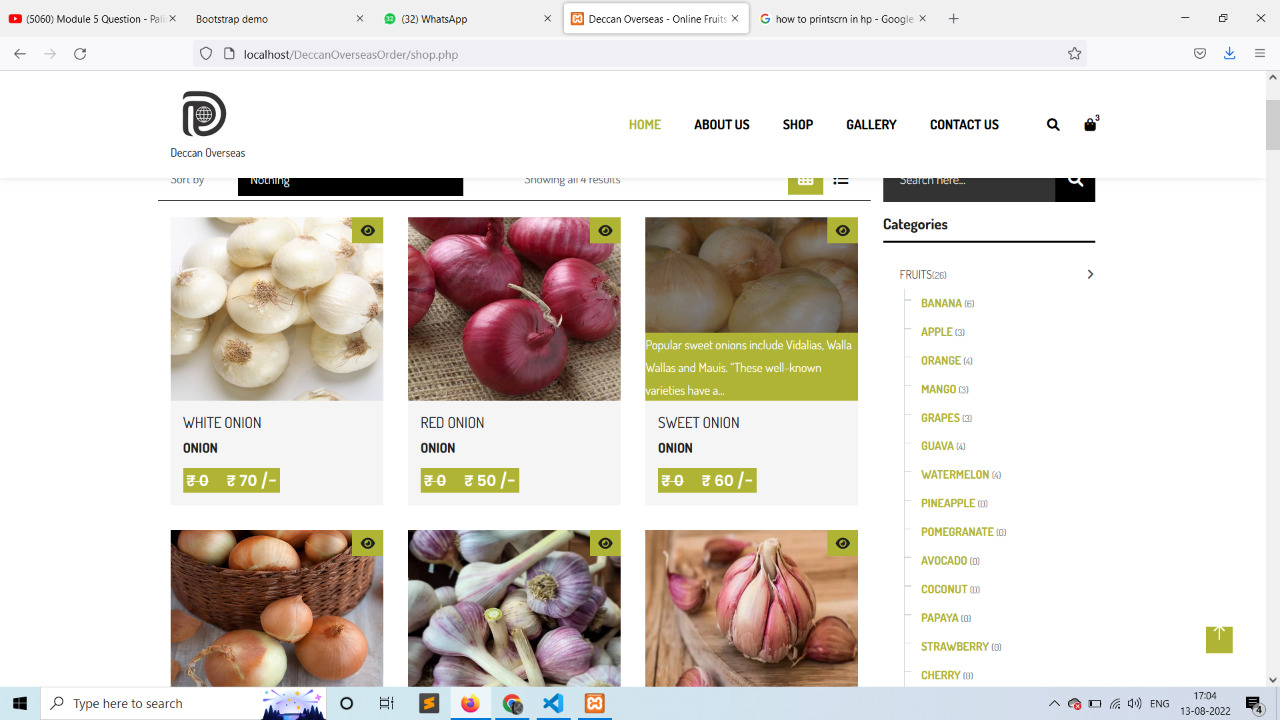 (5060) Module 5 Question - Pali
Bootstrap demo
(32) WhatsApp
Deccan Overseas - Online Fruits
how to printscrn in hp - Google
localhost/DeccanOverseasOrder/shop.php
Deccan Overseas
HOME
ABOUT US
SHOP
GALLERY
CONTACT US
3
Sort by
Nothing
Showing all 4 results
Search here...
Categories
FRUITS(26)
BANANA (6)
APPLE (3)
ORANGE (4)
MANGO (3)
GRAPES (3)
GUAVA (4)
WATERMELON (4)
PINEAPPLE (0)
POMEGRANATE (0)
AVOCADO (0)
COCONUT (0)
PAPAYA (0)
STRAWBERRY (0)
CHERRY (0)
Popular sweet onions include Vidalias, Walla
Wallas and Mauis. "These well-known
varieties have a...
WHITE ONION
ONION
₹ 0 ₹ 70 /-
RED ONION
ONION
₹ 0 ₹ 50 /-
SWEET ONION
ONION
₹ 0 ₹ 60 /-
Type here to search
ENG
17:04
13-08-2022
4